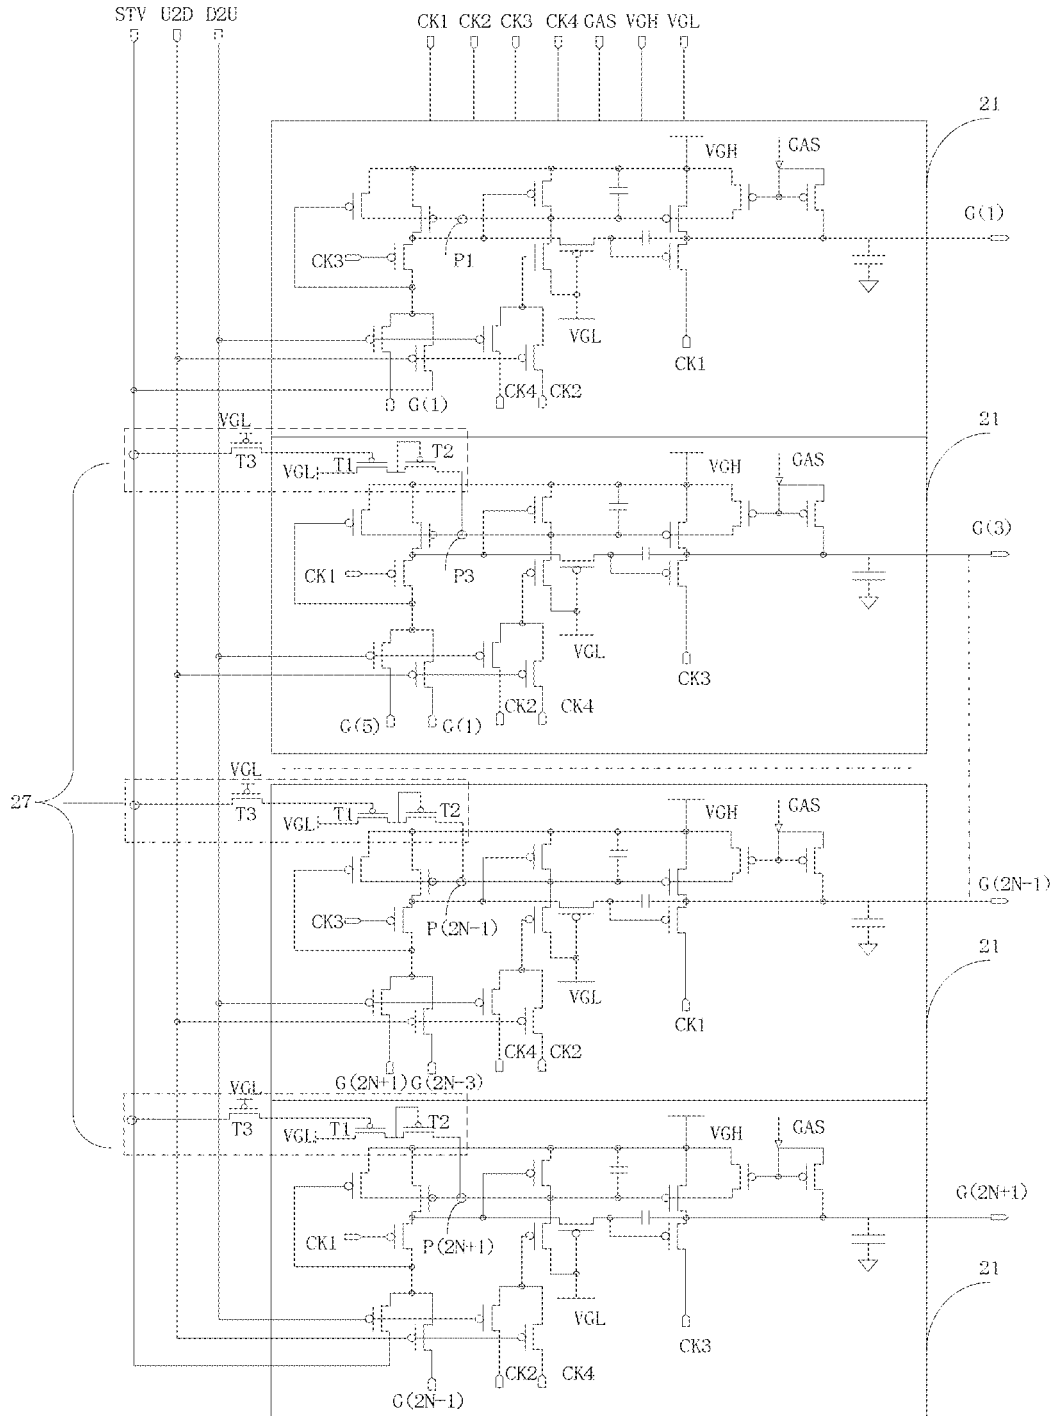 STV U2D D2U
CK1 CK2 CK3 CK4 GAS VGH VGL
21
VGH GAS
G(1)
CK3 P1
VGL
CK1
G(1) CK4 CK2
VGL
21
T3 VGL T1 T2
VGH GAS
G(3)
CK1 P3
VGL
CK3
G(5) G(1) CK2 CK4
VGL
27
T3 VGL T1 T2
VGH GAS
G(2N-1)
CK3 P(2N-1)
21
VGL
CK1
CK4 CK2
G(2N+1) G(2N-3)
VGL
T3 VGL T1 T2
VGH GAS
G(2N+1)
CK1 P(2N+1)
21
VGL
CK3
CK2 CK4
G(2N-1)